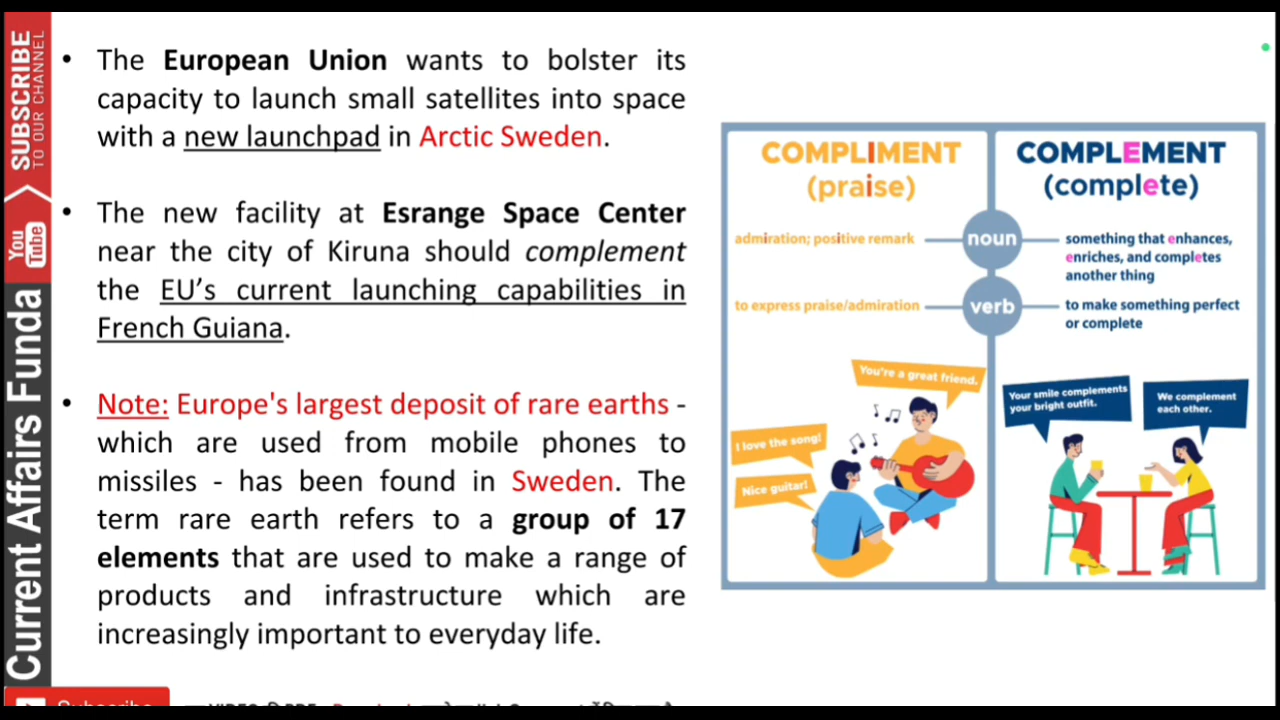 SUBSCRIBE
TO OUR CHANNEL
You
Tube
Current Affairs Funda
• The European Union wants to bolster its
capacity to launch small satellites into space
with a new launchpad in Arctic Sweden.
• The new facility at Esrange Space Center
near the city of Kiruna should complement
the EU’s current launching capabilities in
French Guiana.
• Note: Europe's largest deposit of rare earths -
which are used from mobile phones to
missiles - has been found in Sweden. The
term rare earth refers to a group of 17
elements that are used to make a range of
products and infrastructure which are
increasingly important to everyday life.
COMPLIMENT
(praise)
COMPLEMENT
(complete)
admiration; positive remark
noun
something that enhances,
enriches, and completes
another thing
to express praise/admiration
verb
to make something perfect
or complete
You're a great friend.
I love the song!
Nice guitar!
Your smile complements
your bright outfit.
We complement
each other.
Subscribe